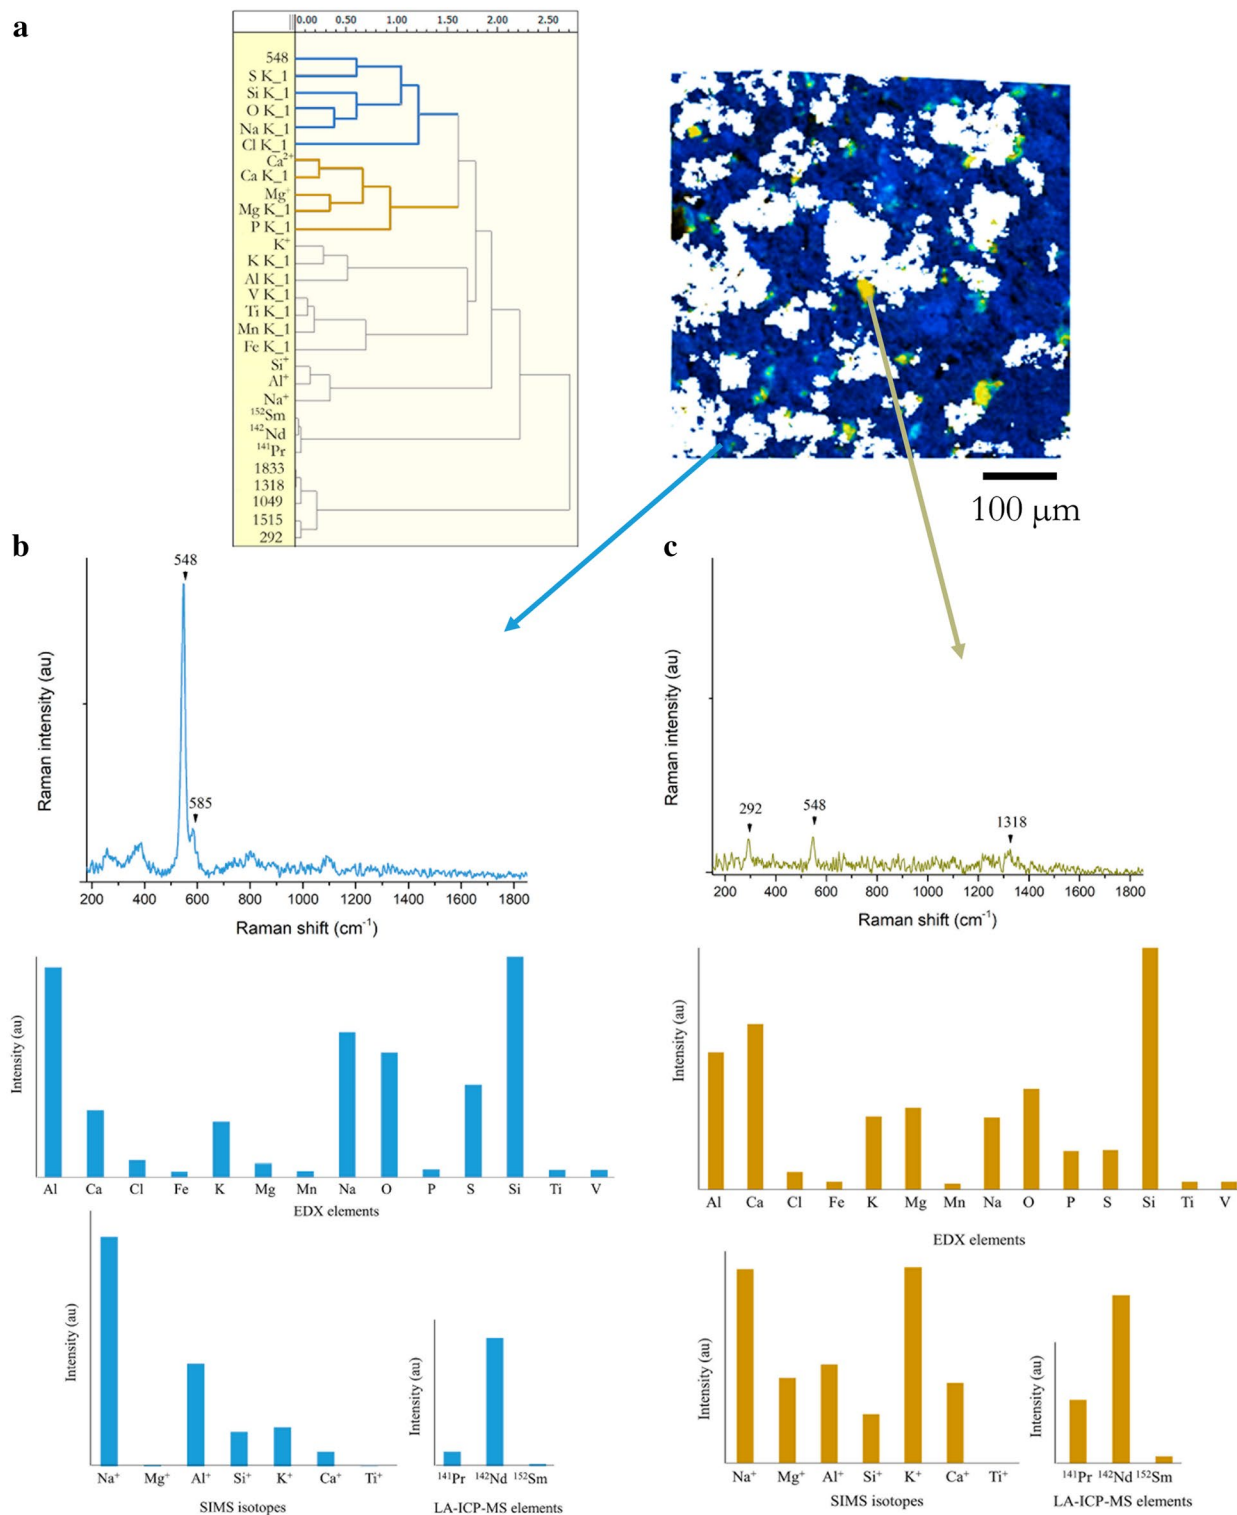 a
0.00 0.50 1.00 1.50 2.00 2.50
548
S K_1
Si K_1
O K_1
Na K_1
Cl K_1
Ca²⁺
Ca K_1
Mg⁺
Mg K_1
P K_1
K⁺
K K_1
Al K_1
V K_1
Ti K_1
Mn K_1
Fe K_1
Si⁺
Al⁺
Na⁺
¹⁵²Sm
¹⁴²Nd
¹⁴¹Pr
1833
1318
1049
1515
292
100 µm
b
548
585
Raman intensity (au)
200 400 600 800 1000 1200 1400 1600 1800
Raman shift (cm⁻¹)
Intensity (au)
Al Ca Cl Fe K Mg Mn Na O P S Si Ti V
EDX elements
Intensity (au)
Na⁺ Mg⁺ Al⁺ Si⁺ K⁺ Ca⁺ Ti⁺
SIMS isotopes
Intensity (au)
¹⁴¹Pr ¹⁴²Nd ¹⁵²Sm
LA-ICP-MS elements
c
292 548 1318
Raman intensity (au)
200 400 600 800 1000 1200 1400 1600 1800
Raman shift (cm⁻¹)
Intensity (au)
Al Ca Cl Fe K Mg Mn Na O P S Si Ti V
EDX elements
Intensity (au)
Na⁺ Mg⁺ Al⁺ Si⁺ K⁺ Ca⁺ Ti⁺
SIMS isotopes
Intensity (au)
¹⁴¹Pr ¹⁴²Nd ¹⁵²Sm
LA-ICP-MS elements